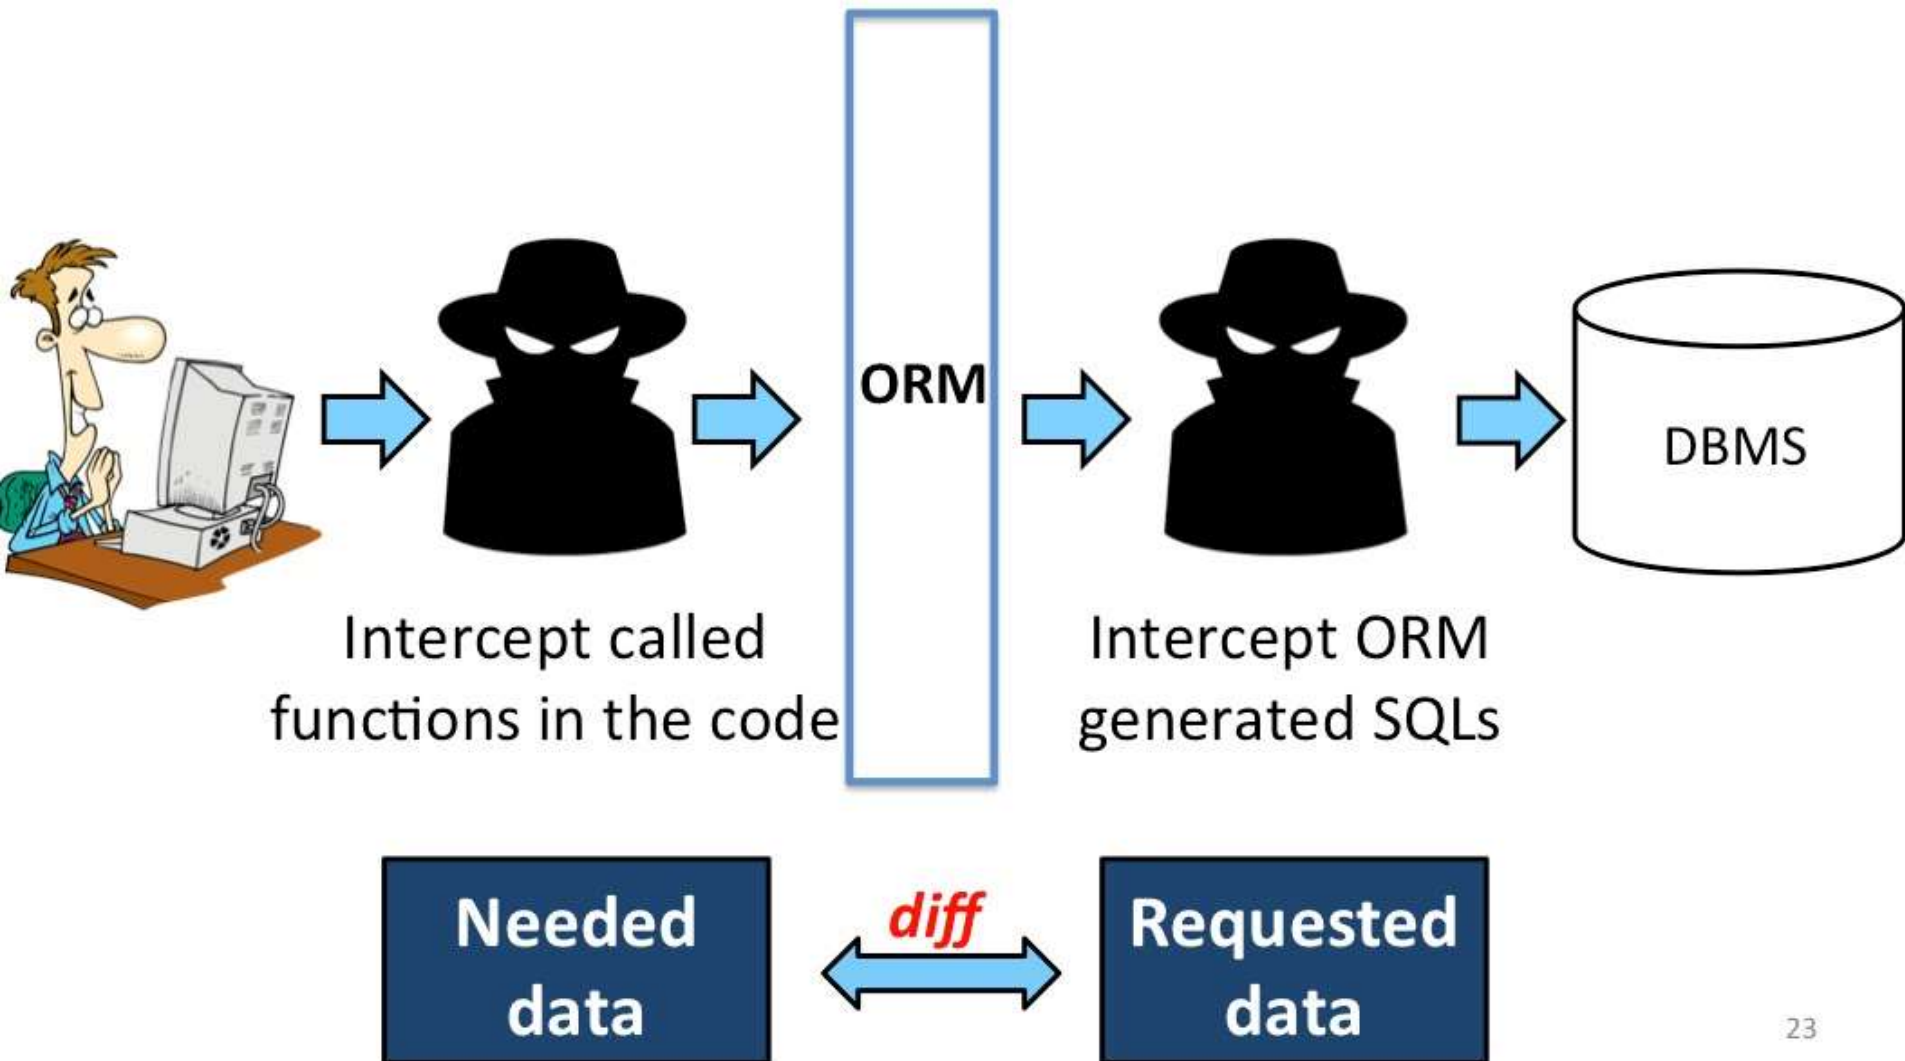 ORM
DBMS
Intercept called
functions in the code
Intercept ORM
generated SQLs
Needed
data
diff
Requested
data
23